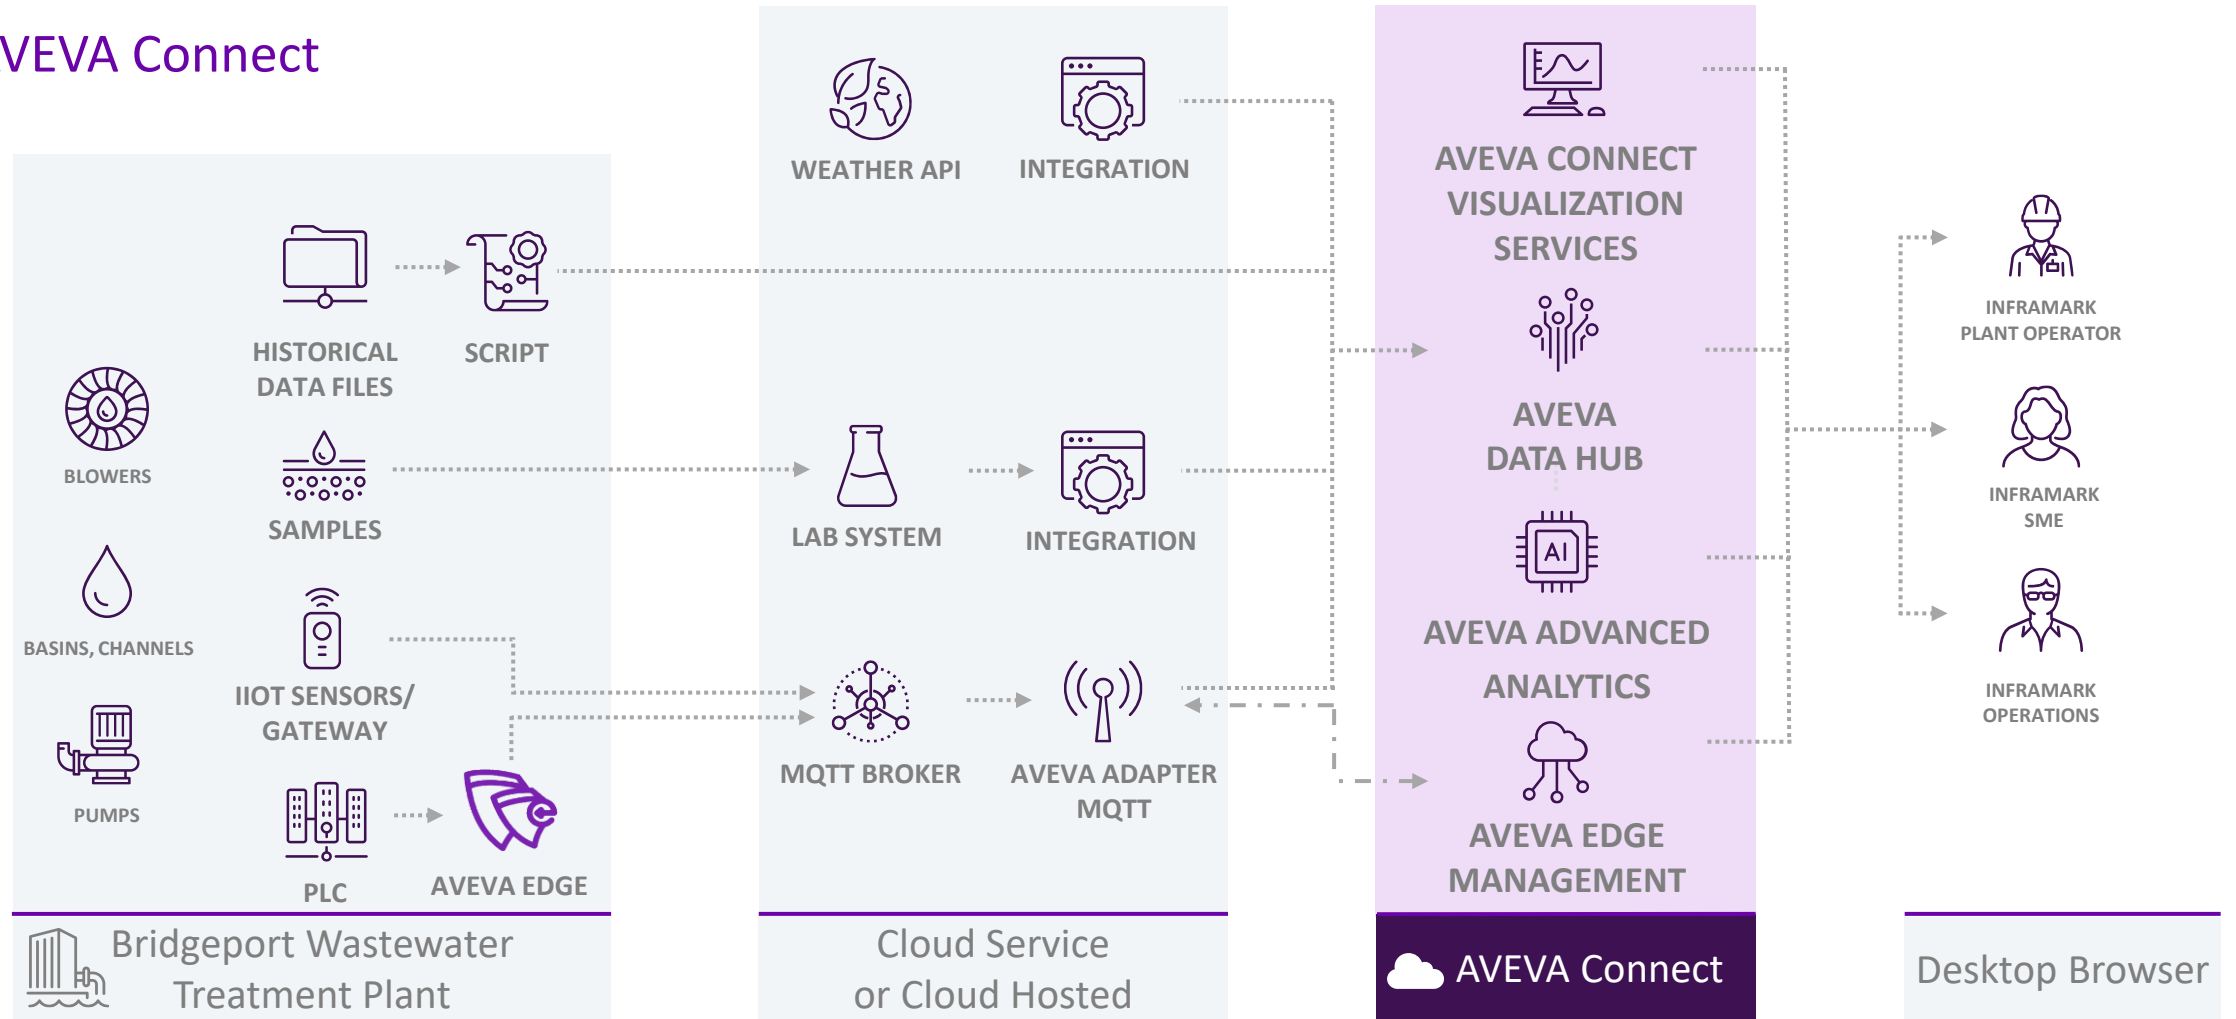 VEVA Connect
WEATHER API
INTEGRATION
HISTORICAL
DATA FILES
SCRIPT
BLOWERS
SAMPLES
LAB SYSTEM
INTEGRATION
BASINS, CHANNELS
IIOT SENSORS/
GATEWAY
PUMPS
PLC
AVEVA EDGE
MQTT BROKER
AVEVA ADAPTER
MQTT
AVEVA CONNECT
VISUALIZATION
SERVICES
AVEVA
DATA HUB
AI
AVEVA ADVANCED
ANALYTICS
AVEVA EDGE
MANAGEMENT
INFRAMARK
PLANT OPERATOR
INFRAMARK
SME
INFRAMARK
OPERATIONS
Bridgeport Wastewater
Treatment Plant
Cloud Service
or Cloud Hosted
AVEVA Connect
Desktop Browser